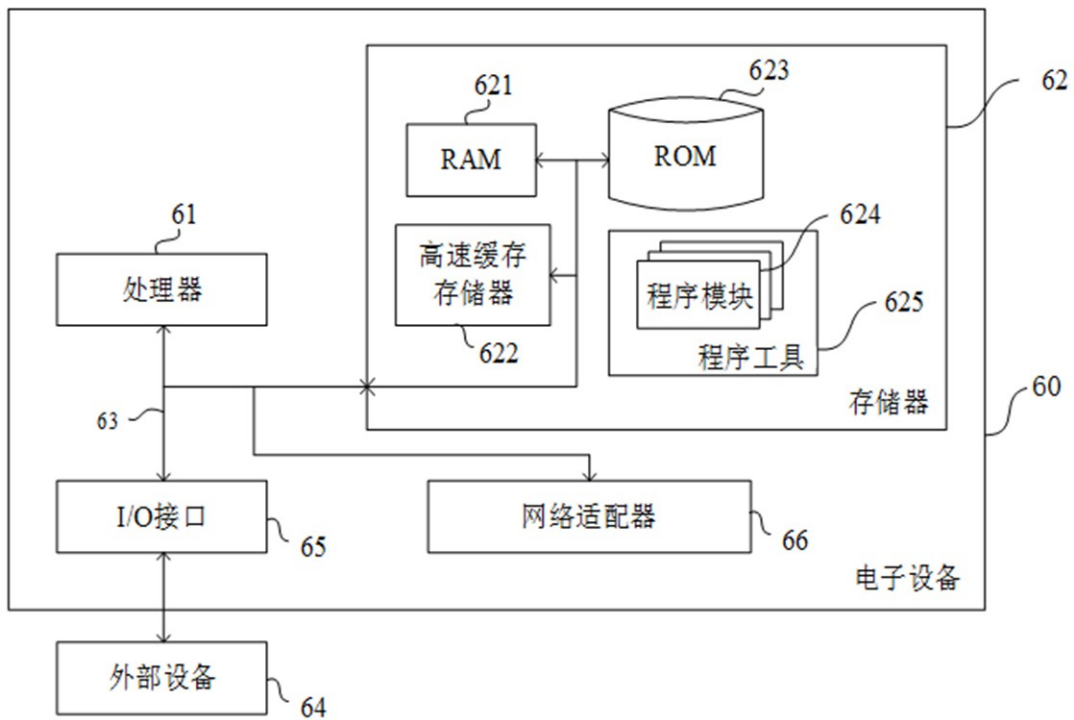 62
621
623
RAM
ROM
61
624
处理器
高速缓存
存储器
程序模块
625
622
程序工具
存储器
60
63
I/O接口
65
网络适配器
66
电子设备
外部设备
64